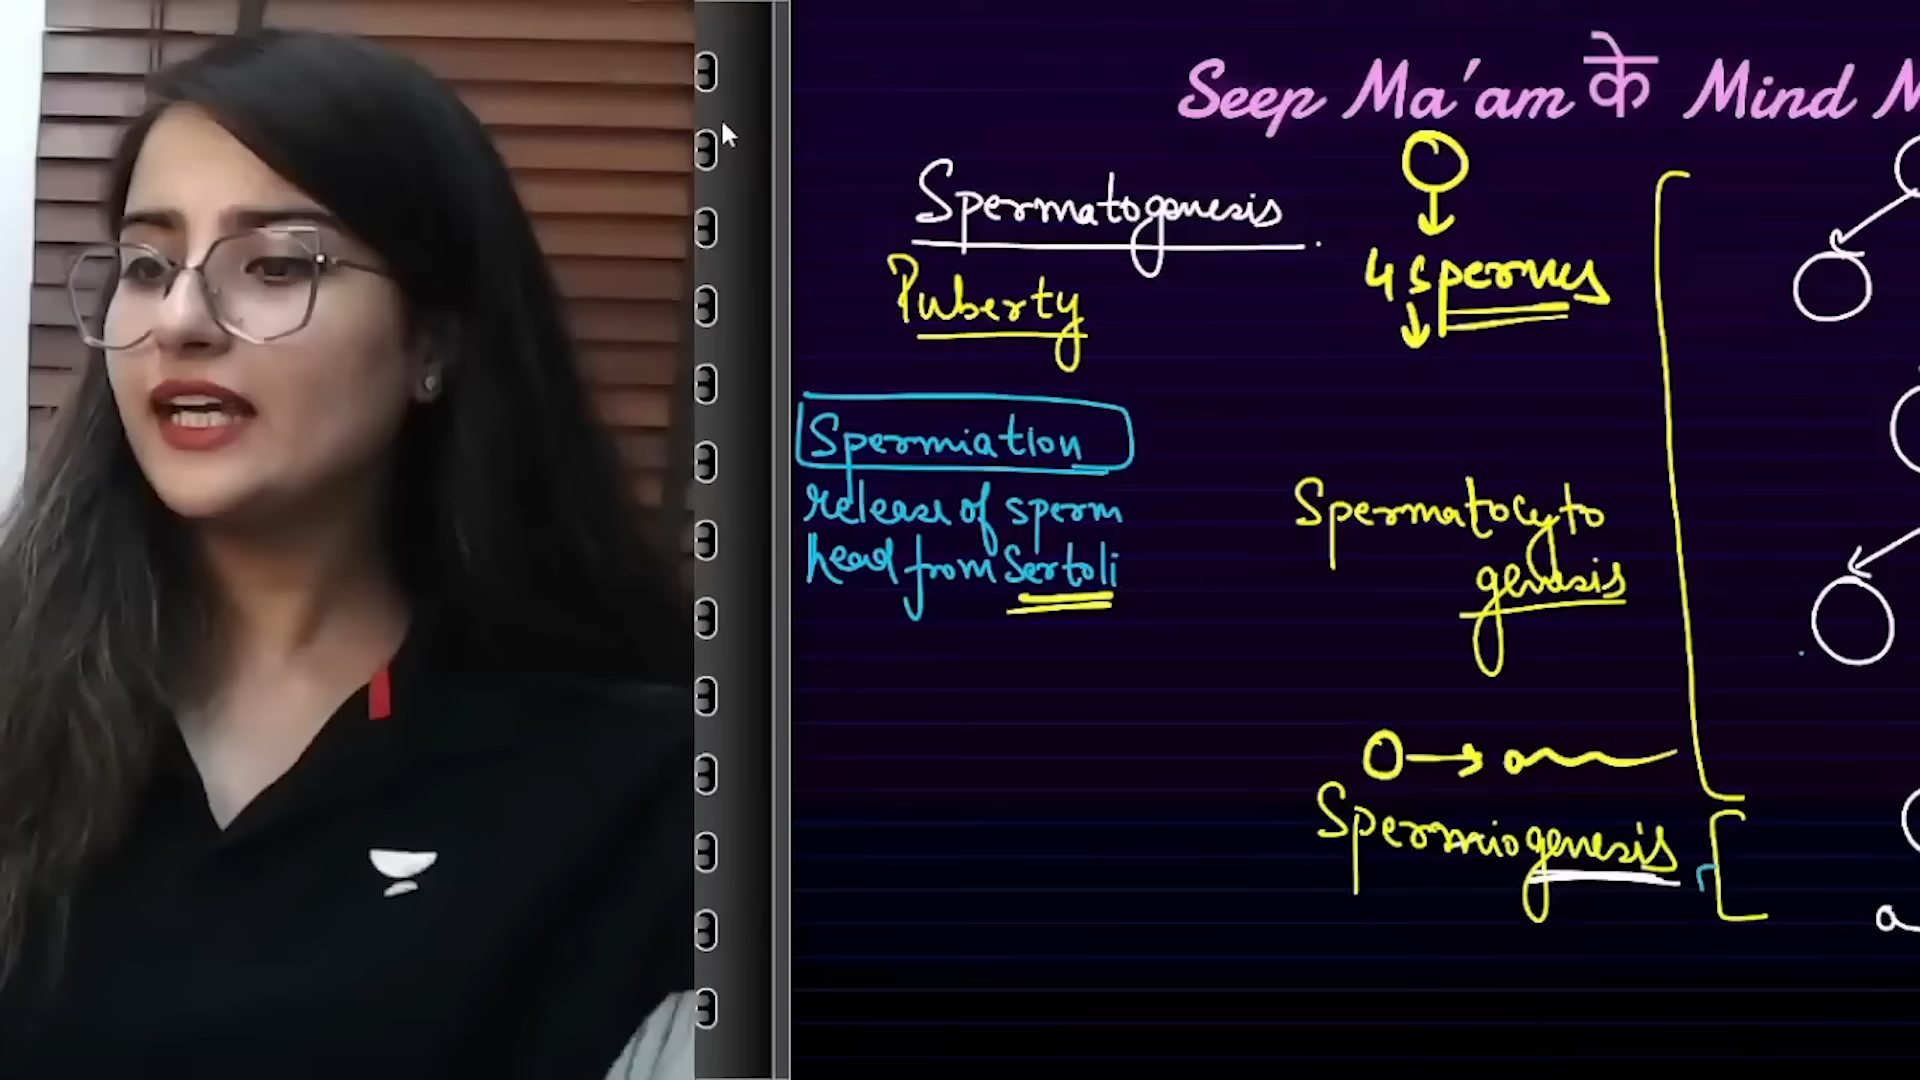 Seep Ma'am के Mind M
Spermatogenesis
Puberty
4 sperms
Spermiation
release of sperm
head from Sertoli
Spermatocyto
genesis
Spermiogenesis